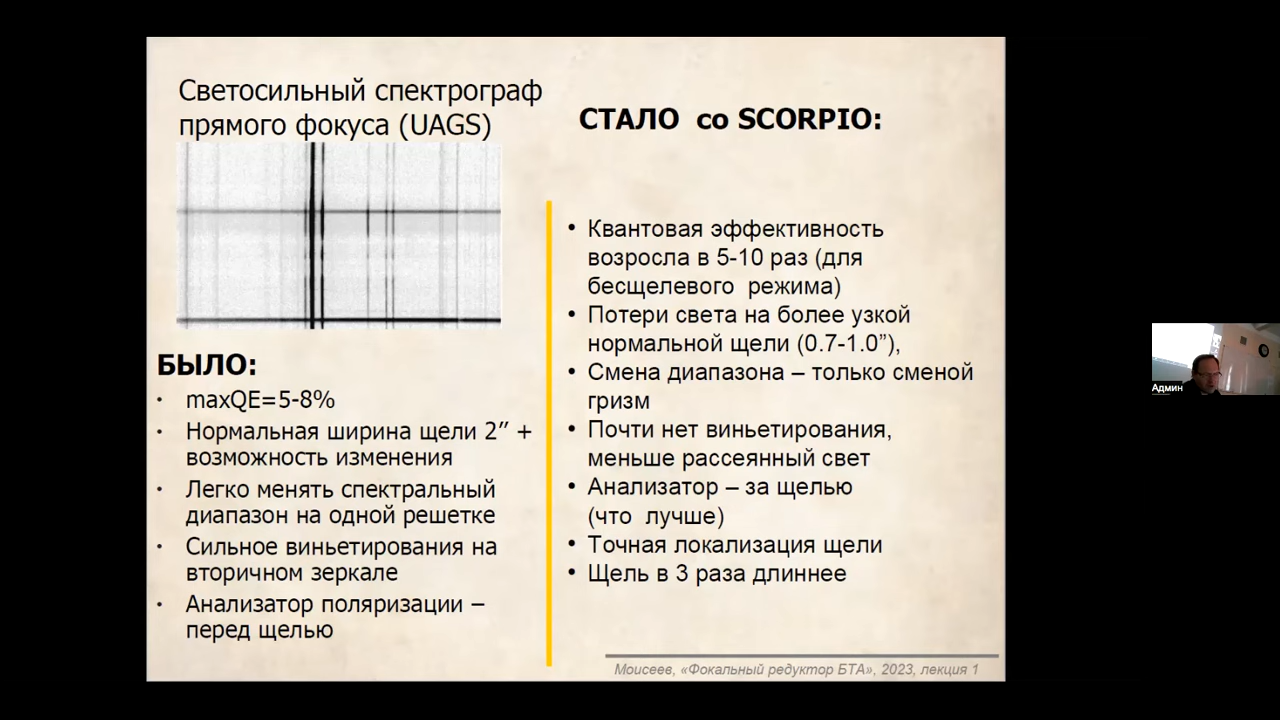 Светосильный спектрограф
прямого фокуса (UAGS)
БЫЛО:
• maxQE=5-8%
• Нормальная ширина щели 2″ +
возможность изменения
• Легко менять спектральный
диапазон на одной решетке
• Сильное виньетирования на
вторичном зеркале
• Анализатор поляризации –
перед щелью
СТАЛО со SCORPIO:
• Квантовая эффективность
возросла в 5-10 раз (для
бесщелевого режима)
• Потери света на более узкой
нормальной щели (0.7-1.0”),
• Смена диапазона – только сменой
гризм
• Почти нет виньетирования,
меньше рассеянный свет
• Анализатор – за щелью
(что лучше)
• Точная локализация щели
• Щель в 3 раза длиннее
Моисеев, «Фокальный редуктор БТА», 2023, лекция 1
Админ